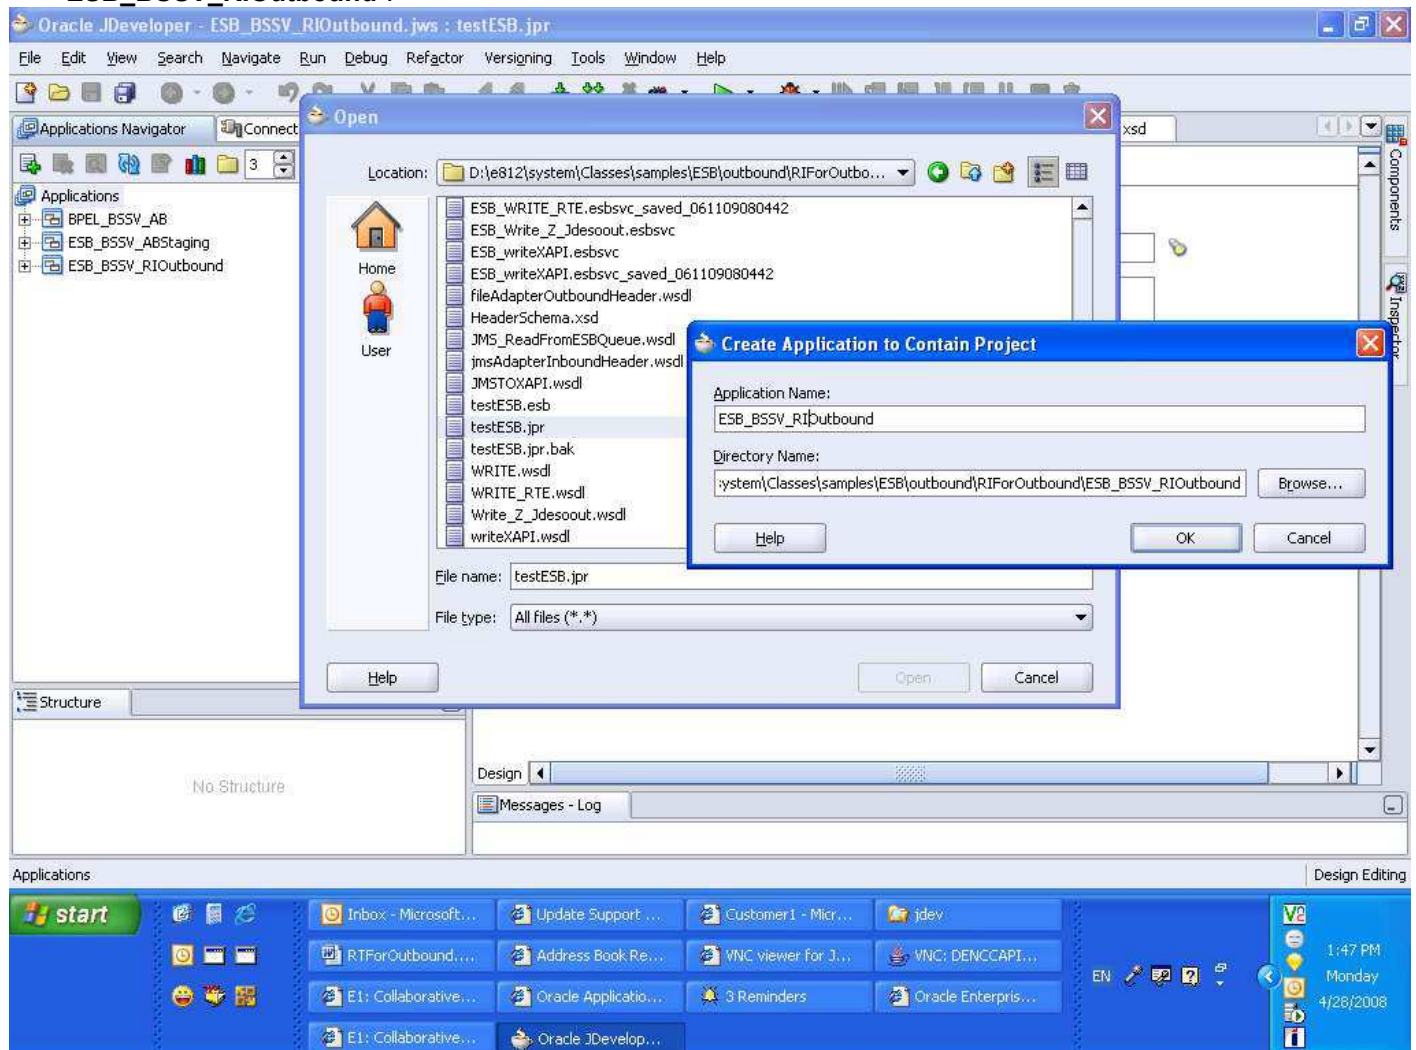 Oracle JDeveloper - ESB_BSSV_RIOutbound.jws : testESB.jpr
File Edit View Search Navigate Run Debug Refactor Versioning Tools Window Help
Applications Navigator
Connect
3
Applications
BPEL_BSSV_AB
ESB_BSSV_ABStaging
ESB_BSSV_RIOutbound
xsd
Components
Inspector
Open
Location: D:\e812\system\Classes\samples\ESB\outbound\RIForOutbo...
Home
User
ESB_WRITE_RTE.esbsvc_saved_061109080442
ESB_Write_Z_Jdesoout.esbsvc
ESB_writeXAPI.esbsvc
ESB_writeXAPI.esbsvc_saved_061109080442
fileAdapterOutboundHeader.wsdl
HeaderSchema.xsd
JMS_ReadFromESBQueue.wsdl
jmsAdapterInboundHeader.wsdl
JMSTOXAPI.wsdl
testESB.esb
testESB.jpr
testESB.jpr.bak
WRITE.wsdl
WRITE_RTE.wsdl
Write_Z_Jdesoout.wsdl
writeXAPI.wsdl
File name: testESB.jpr
File type: All files (*.*)
Help Open Cancel
Create Application to Contain Project
Application Name:
ESB_BSSV_RIOutbound
Directory Name:
:ystem\Classes\samples\ESB\outbound\RIForOutbound\ESB_BSSV_RIOutbound Browse...
Help OK Cancel
Structure
No Structure
Design
Messages - Log
Applications Design Editing
start
Inbox - Microsoft... Update Support ... Customer1 - Micr... jdev
RTForOutbound.... Address Book Re... VNC viewer for J... VNC: DENCCAPI...
E1: Collaborative... Oracle Applicatio... 3 Reminders Oracle Enterpris...
E1: Collaborative... Oracle JDevelop...
EN
1:47 PM
Monday
4/28/2008